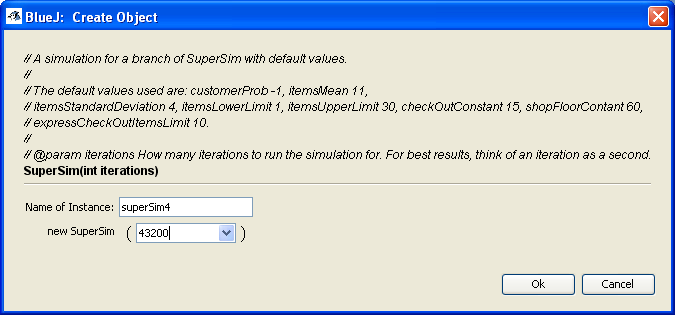 BlueJ: Create Object
// A simulation for a branch of SuperSim with default values.
//
// The default values used are: customerProb -1, itemsMean 11,
// itemsStandardDeviation 4, itemsLowerLimit 1, itemsUpperLimit 30, checkOutConstant 15, shopFloorContant 60,
// expressCheckOutItemsLimit 10.
//
// @param iterations How many iterations to run the simulation for. For best results, think of an iteration as a second.
SuperSim(int iterations)
Name of Instance: superSim4
new SuperSim ( 43200 )
Ok Cancel